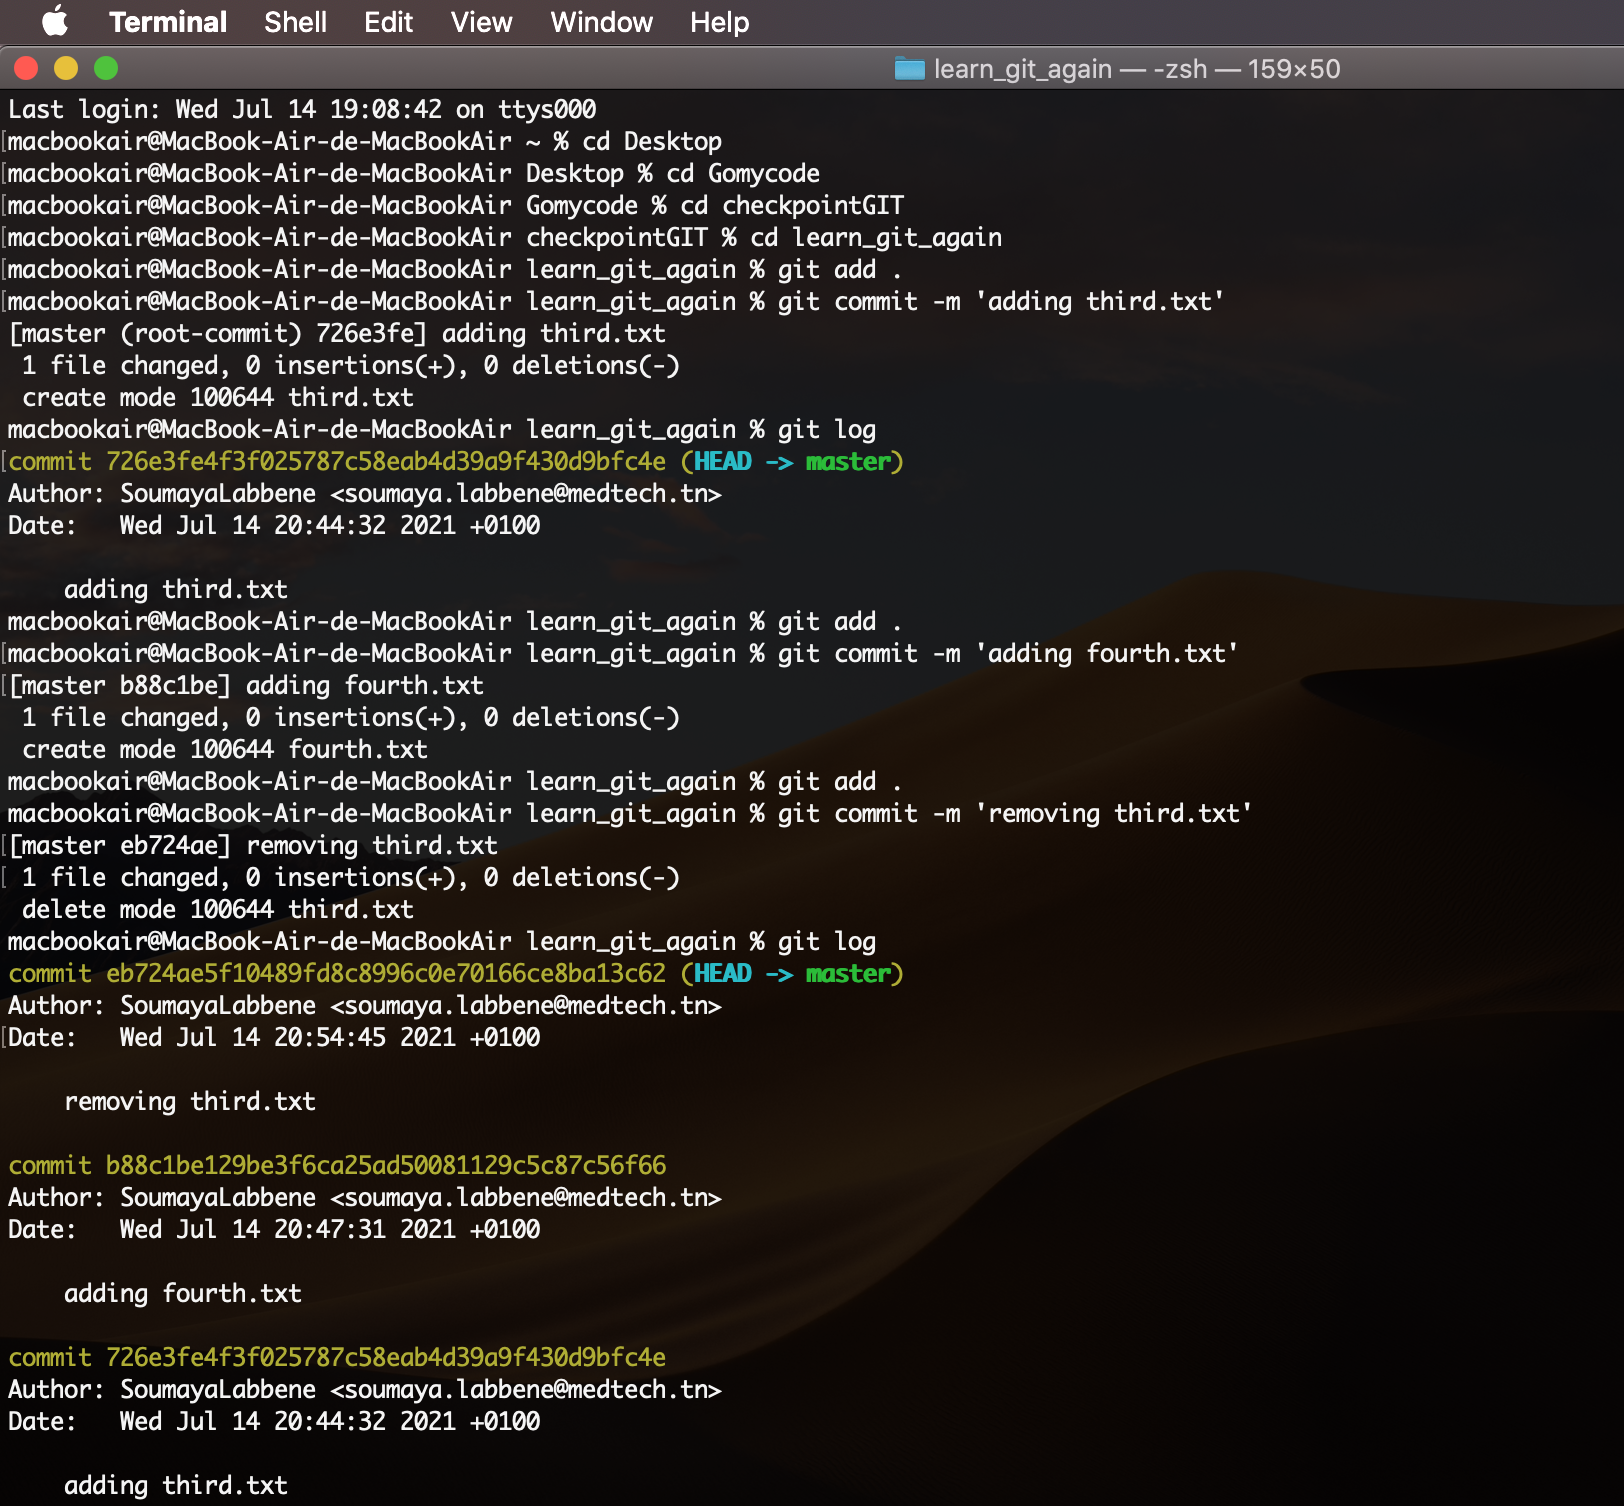 Terminal Shell Edit View Window Help
learn_git_again — -zsh — 159×50
Last login: Wed Jul 14 19:08:42 on ttys000
[macbookair@MacBook-Air-de-MacBookAir ~ % cd Desktop
[macbookair@MacBook-Air-de-MacBookAir Desktop % cd Gomycode
[macbookair@MacBook-Air-de-MacBookAir Gomycode % cd checkpointGIT
[macbookair@MacBook-Air-de-MacBookAir checkpointGIT % cd learn_git_again
[macbookair@MacBook-Air-de-MacBookAir learn_git_again % git add .
[macbookair@MacBook-Air-de-MacBookAir learn_git_again % git commit -m 'adding third.txt'
[master (root-commit) 726e3fe] adding third.txt
 1 file changed, 0 insertions(+), 0 deletions(-)
 create mode 100644 third.txt
macbookair@MacBook-Air-de-MacBookAir learn_git_again % git log
[commit 726e3fe4f3f025787c58eab4d39a9f430d9bfc4e (HEAD -> master)
Author: SoumayaLabbene <soumaya.labbene@medtech.tn>
Date:   Wed Jul 14 20:44:32 2021 +0100
    adding third.txt
macbookair@MacBook-Air-de-MacBookAir learn_git_again % git add .
[macbookair@MacBook-Air-de-MacBookAir learn_git_again % git commit -m 'adding fourth.txt'
[[master b88c1be] adding fourth.txt
 1 file changed, 0 insertions(+), 0 deletions(-)
 create mode 100644 fourth.txt
macbookair@MacBook-Air-de-MacBookAir learn_git_again % git add .
macbookair@MacBook-Air-de-MacBookAir learn_git_again % git commit -m 'removing third.txt'
[[master eb724ae] removing third.txt
[ 1 file changed, 0 insertions(+), 0 deletions(-)
 delete mode 100644 third.txt
macbookair@MacBook-Air-de-MacBookAir learn_git_again % git log
commit eb724ae5f10489fd8c8996c0e70166ce8ba13c62 (HEAD -> master)
Author: SoumayaLabbene <soumaya.labbene@medtech.tn>
[Date:   Wed Jul 14 20:54:45 2021 +0100
    removing third.txt
commit b88c1be129be3f6ca25ad50081129c5c87c56f66
Author: SoumayaLabbene <soumaya.labbene@medtech.tn>
Date:   Wed Jul 14 20:47:31 2021 +0100
    adding fourth.txt
commit 726e3fe4f3f025787c58eab4d39a9f430d9bfc4e
Author: SoumayaLabbene <soumaya.labbene@medtech.tn>
Date:   Wed Jul 14 20:44:32 2021 +0100
    adding third.txt